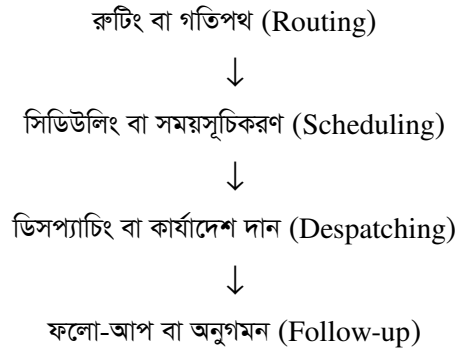 রুটিং বা গতিপথ (Routing)
↓
সিডিউলিং বা সময়সূচিকরণ (Scheduling)
↓
ডিসপ্যাচিং বা কার্যাদেশ দান (Despatching)
↓
ফলো-আপ বা অনুগমন (Follow-up)